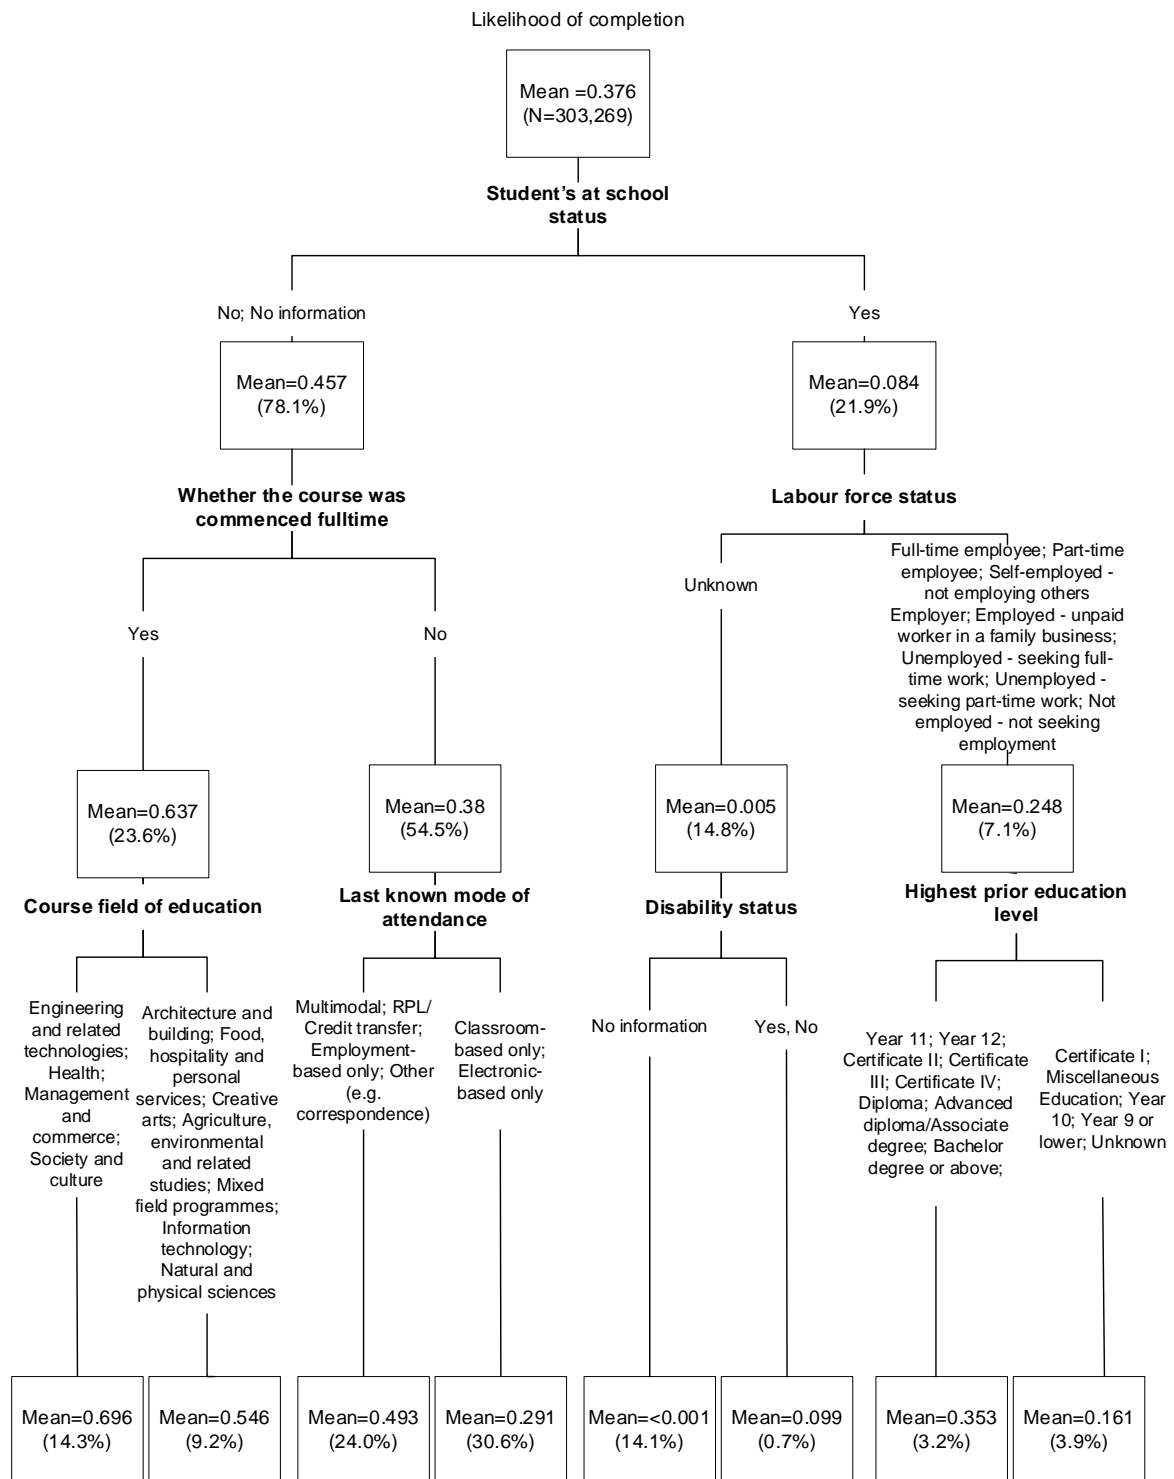 Likelihood of completion
Mean =0.376
(N=303,269)
Student's at school
status
No; No information
Yes
Mean=0.457
(78.1%)
Mean=0.084
(21.9%)
Whether the course was
commenced fulltime
Labour force status
Yes
No
Unknown
Full-time employee; Part-time
employee; Self-employed -
not employing others
Employer; Employed - unpaid
worker in a family business;
Unemployed - seeking full-
time work; Unemployed -
seeking part-time work; Not
employed - not seeking
employment
Mean=0.637
(23.6%)
Mean=0.38
(54.5%)
Mean=0.005
(14.8%)
Mean=0.248
(7.1%)
Course field of education
Last known mode of
attendance
Disability status
Highest prior education
level
Engineering
and related
technologies;
Health;
Management
and
commerce;
Society and
culture
Architecture and
building; Food,
hospitality and
personal
services; Creative
arts; Agriculture,
environmental
and related
studies; Mixed
field programmes;
Information
technology;
Natural and
physical sciences
Multimodal; RPL/
Credit transfer;
Employment-
based only; Other
(e.g.
correspondence)
Classroom-
based only;
Electronic-
based only
No information
Yes, No
Year 11; Year 12;
Certificate II; Certificate
III; Certificate IV;
Diploma; Advanced
diploma/Associate
degree; Bachelor
degree or above;
Certificate I;
Miscellaneous
Education; Year
10; Year 9 or
lower; Unknown
Mean=0.696
(14.3%)
Mean=0.546
(9.2%)
Mean=0.493
(24.0%)
Mean=0.291
(30.6%)
Mean=<0.001
(14.1%)
Mean=0.099
(0.7%)
Mean=0.353
(3.2%)
Mean=0.161
(3.9%)